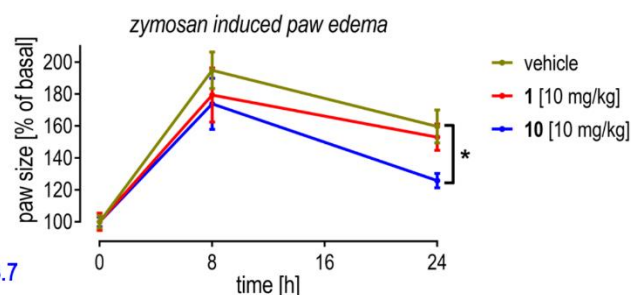 zymosan induced paw edema
paw size [% of basal]
200
180
160
140
120
100
0
8
16
24
time [h]
*
vehicle
1 [10 mg/kg]
10 [10 mg/kg]
.7